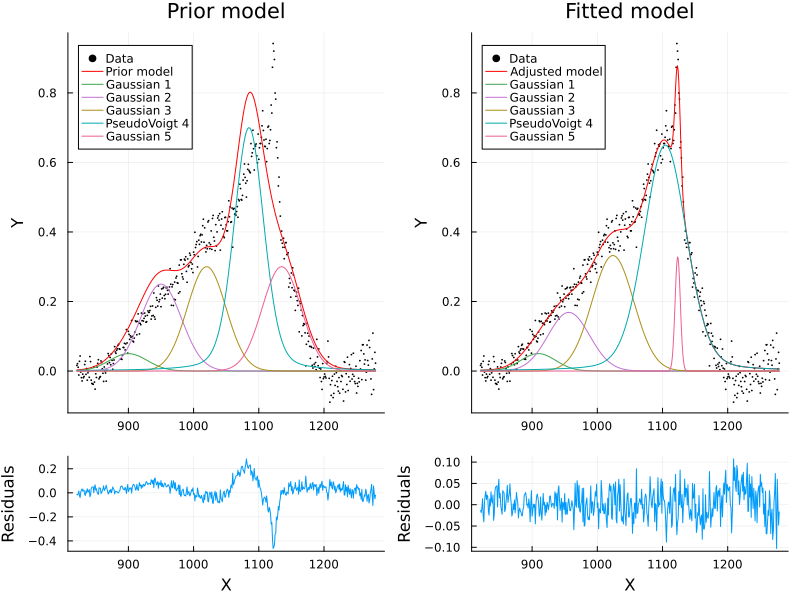 Prior model
Data
Prior model
Gaussian 1
Gaussian 2
Gaussian 3
PseudoVoigt 4
Gaussian 5
Y
0.8
0.6
0.4
0.2
0.0
900 1000 1100 1200
Residuals
0.2
0.0
−0.2
−0.4
900 1000 1100 1200
X
Fitted model
Data
Adjusted model
Gaussian 1
Gaussian 2
Gaussian 3
PseudoVoigt 4
Gaussian 5
Y
0.8
0.6
0.4
0.2
0.0
900 1000 1100 1200
Residuals
0.10
0.05
0.00
−0.05
−0.10
900 1000 1100 1200
X